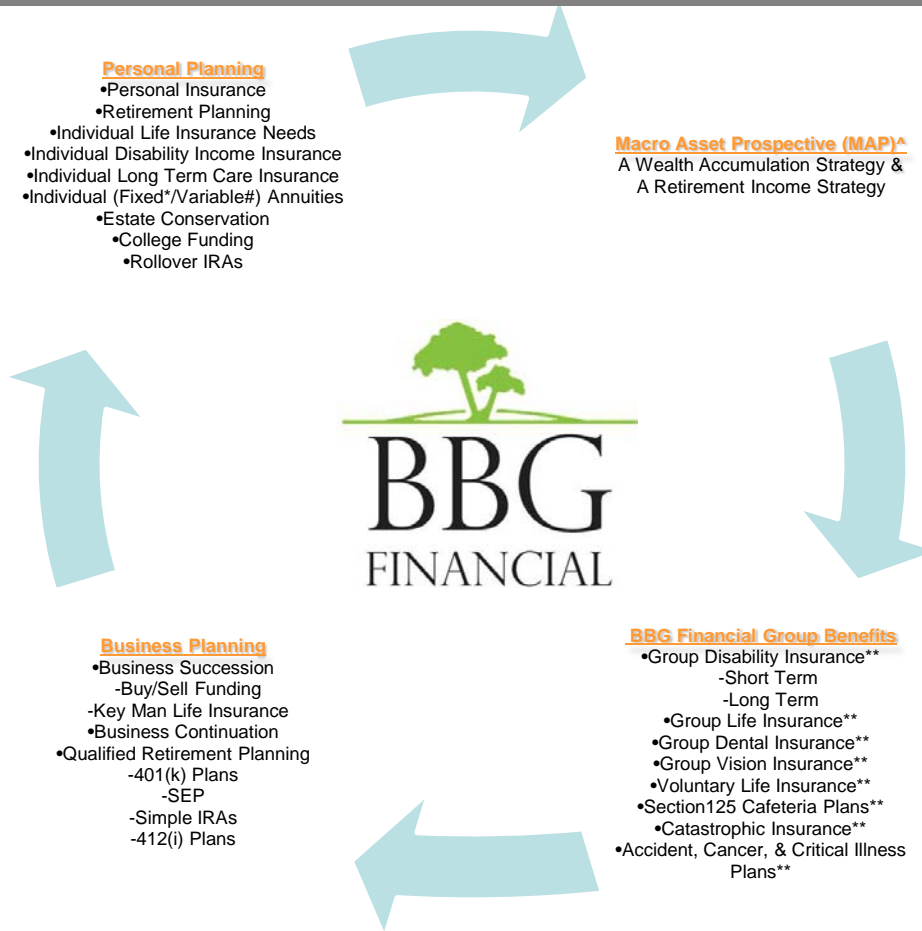 Personal Planning
•Personal Insurance
•Retirement Planning
•Individual Life Insurance Needs
•Individual Disability Income Insurance
•Individual Long Term Care Insurance
•Individual (Fixed*/Variable#) Annuities
•Estate Conservation
•College Funding
•Rollover IRAs
Macro Asset Prospective (MAP)^
A Wealth Accumulation Strategy &
A Retirement Income Strategy
BBG
FINANCIAL
Business Planning
•Business Succession
-Buy/Sell Funding
-Key Man Life Insurance
•Business Continuation
•Qualified Retirement Planning
-401(k) Plans
-SEP
-Simple IRAs
-412(i) Plans
BBG Financial Group Benefits
•Group Disability Insurance**
-Short Term
-Long Term
•Group Life Insurance**
•Group Dental Insurance**
•Group Vision Insurance**
•Voluntary Life Insurance**
•Section125 Cafeteria Plans**
•Catastrophic Insurance**
•Accident, Cancer, & Critical Illness
Plans**